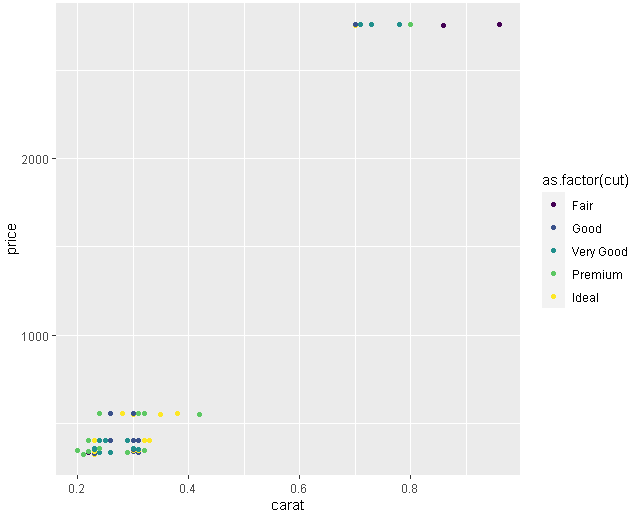 2000
1000
price
0.2
0.4
0.6
0.8
carat
as.factor(cut)
Fair
Good
Very Good
Premium
Ideal